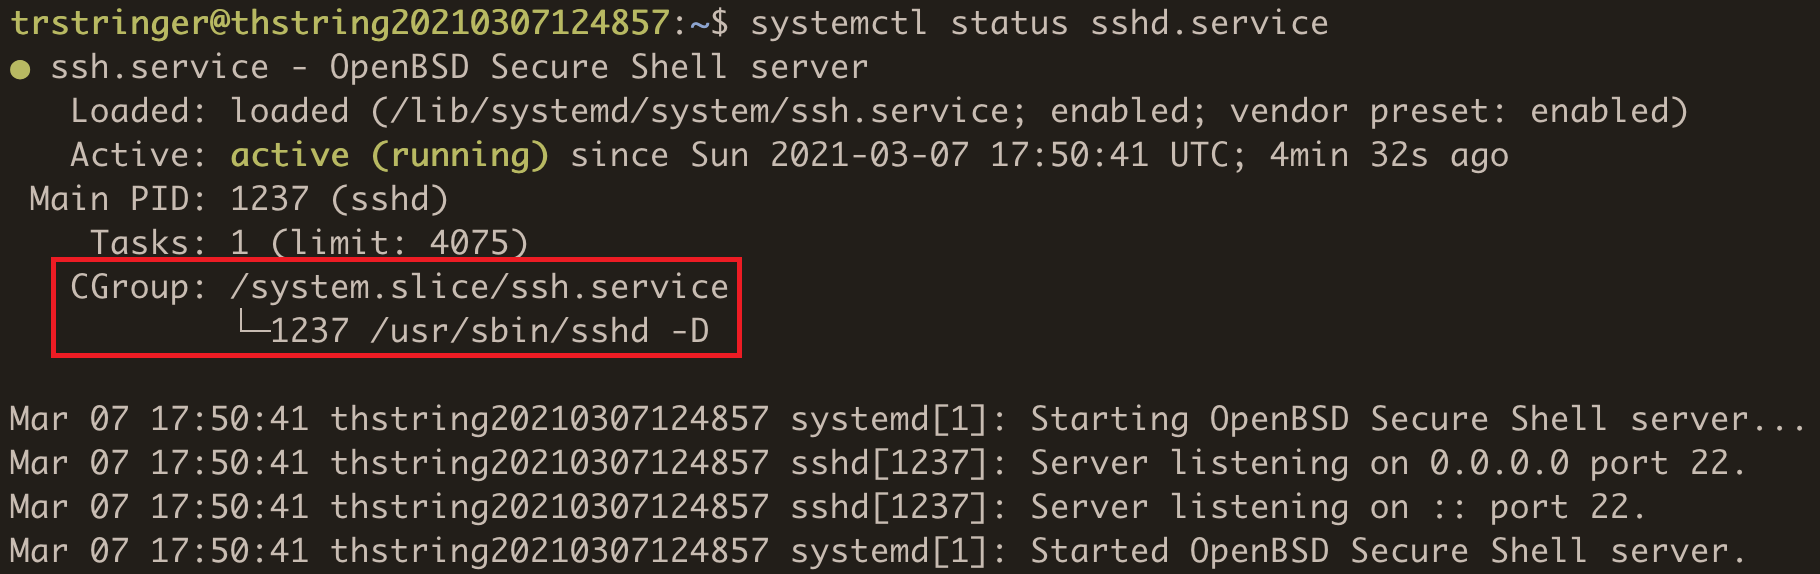 trstringer@thstring20210307124857:~$ systemctl status sshd.service
● ssh.service - OpenBSD Secure Shell server
   Loaded: loaded (/lib/systemd/system/ssh.service; enabled; vendor preset: enabled)
   Active: active (running) since Sun 2021-03-07 17:50:41 UTC; 4min 32s ago
 Main PID: 1237 (sshd)
    Tasks: 1 (limit: 4075)
   CGroup: /system.slice/ssh.service
           └─1237 /usr/sbin/sshd -D
Mar 07 17:50:41 thstring20210307124857 systemd[1]: Starting OpenBSD Secure Shell server...
Mar 07 17:50:41 thstring20210307124857 sshd[1237]: Server listening on 0.0.0.0 port 22.
Mar 07 17:50:41 thstring20210307124857 sshd[1237]: Server listening on :: port 22.
Mar 07 17:50:41 thstring20210307124857 systemd[1]: Started OpenBSD Secure Shell server.